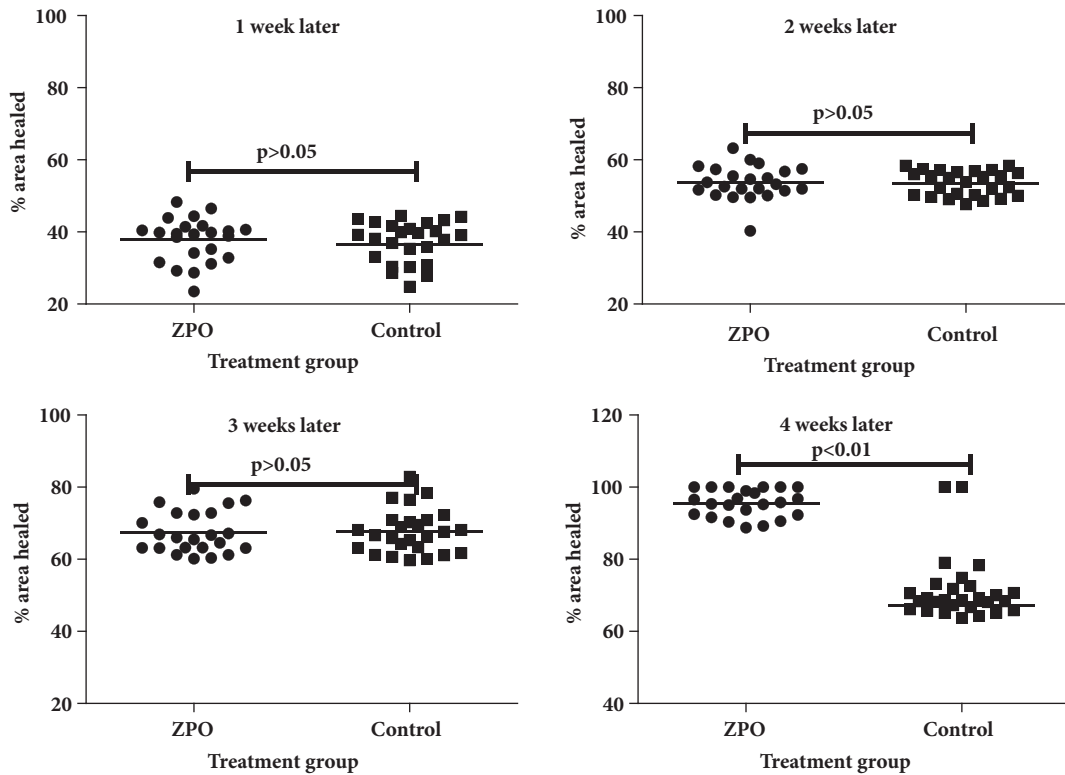 1 week later
% area healed
100
80
60
40
20
p>0.05
ZPO
Control
Treatment group
2 weeks later
% area healed
100
80
60
40
20
p>0.05
ZPO
Control
Treatment group
3 weeks later
% area healed
100
80
60
40
20
p>0.05
ZPO
Control
Treatment group
4 weeks later
% area healed
120
100
80
60
40
p<0.01
ZPO
Control
Treatment group